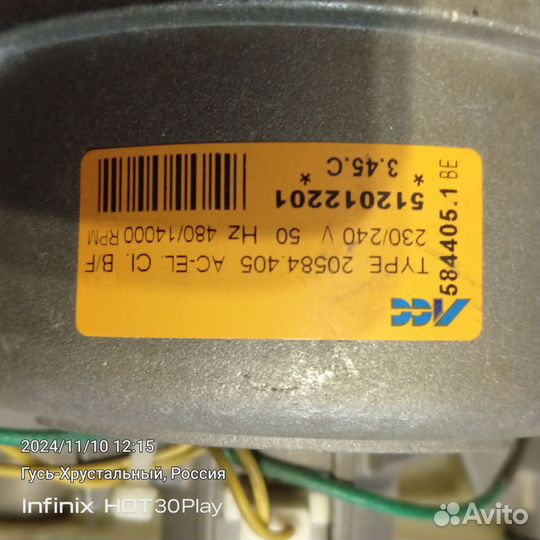 ACC
584405.1 BE
TYPE 20584.405 AC-EL. Cl. B/F
230/240 V 50 Hz 480/14000 RPM
512012201
* 3.45.C *
2024/11/10 12:15
Гусь-Хрустальный, Россия
Infinix HOT30Play
Avito